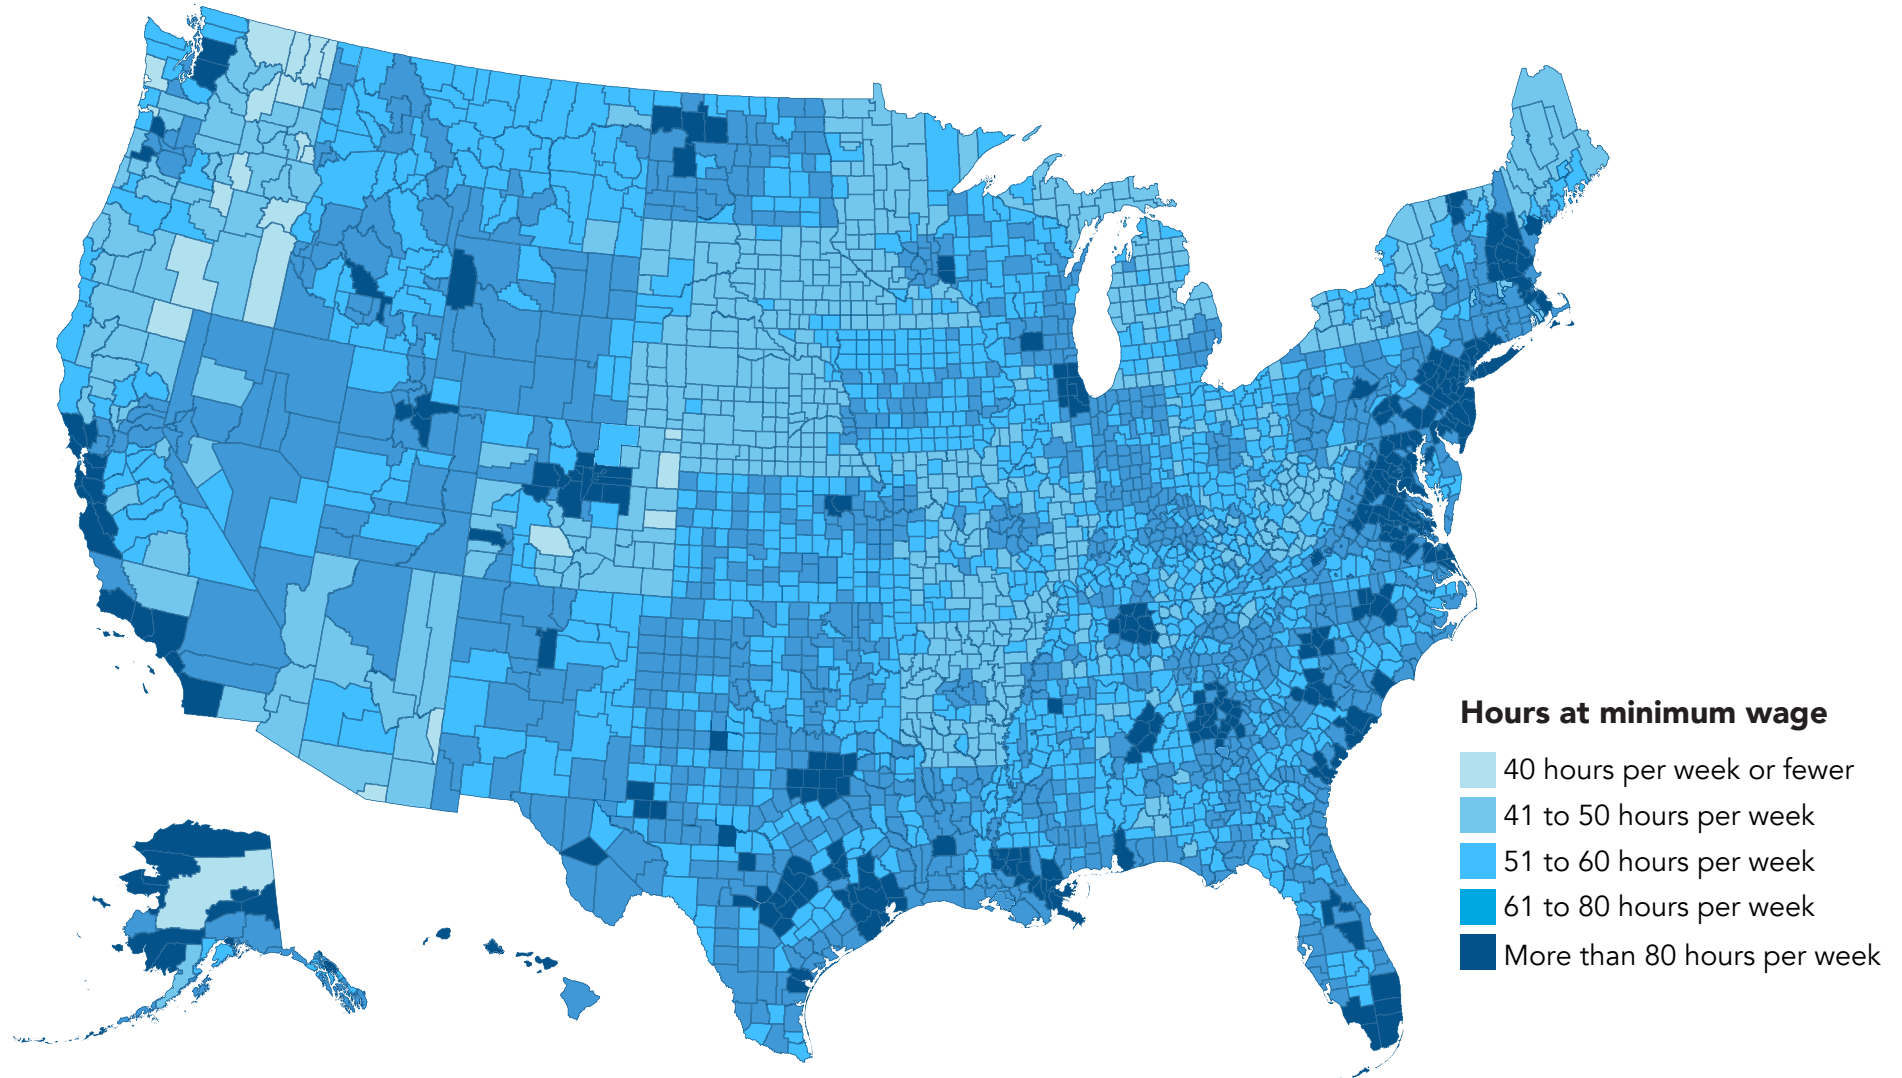 Hours at minimum wage
40 hours per week or fewer
41 to 50 hours per week
51 to 60 hours per week
61 to 80 hours per week
More than 80 hours per week